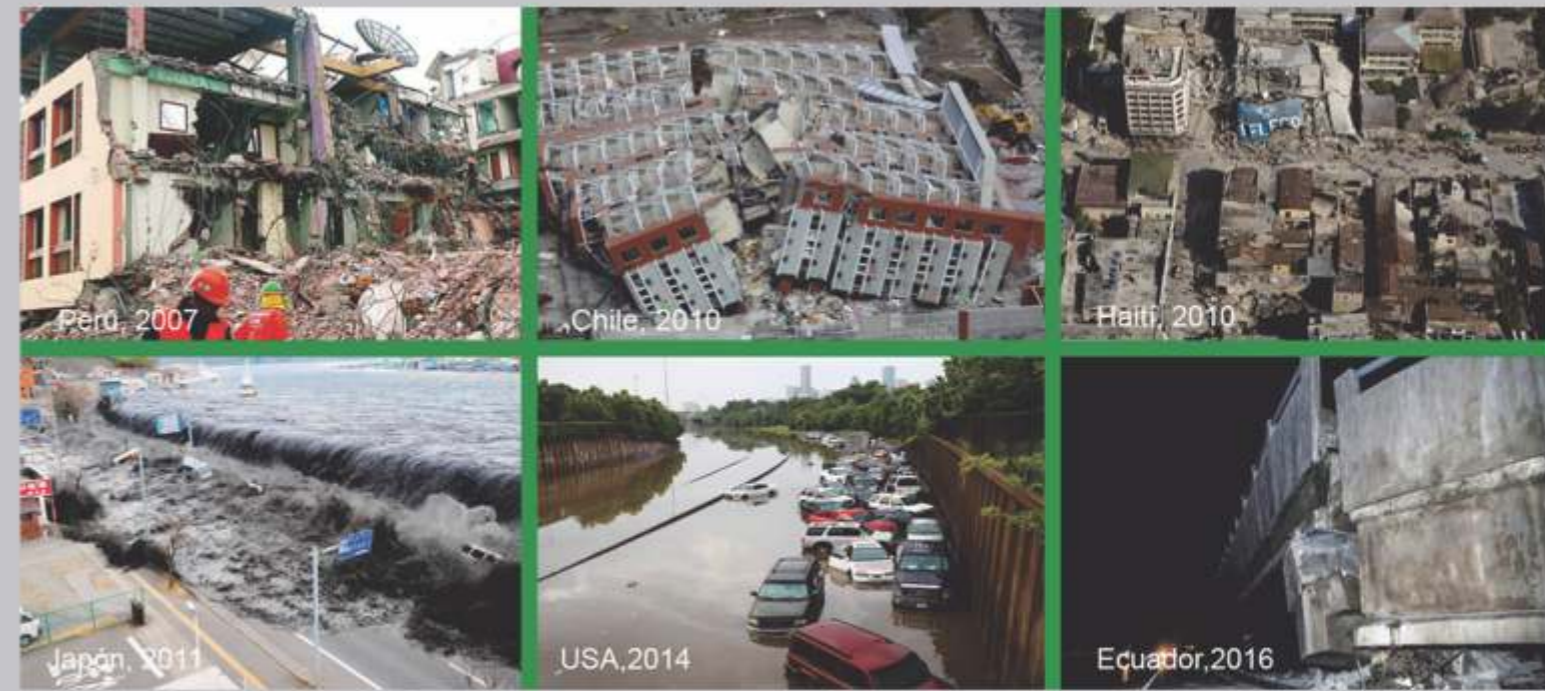 Perú, 2007
Chile, 2010
Haití, 2010
Japón, 2011
USA,2014
Ecuador,2016